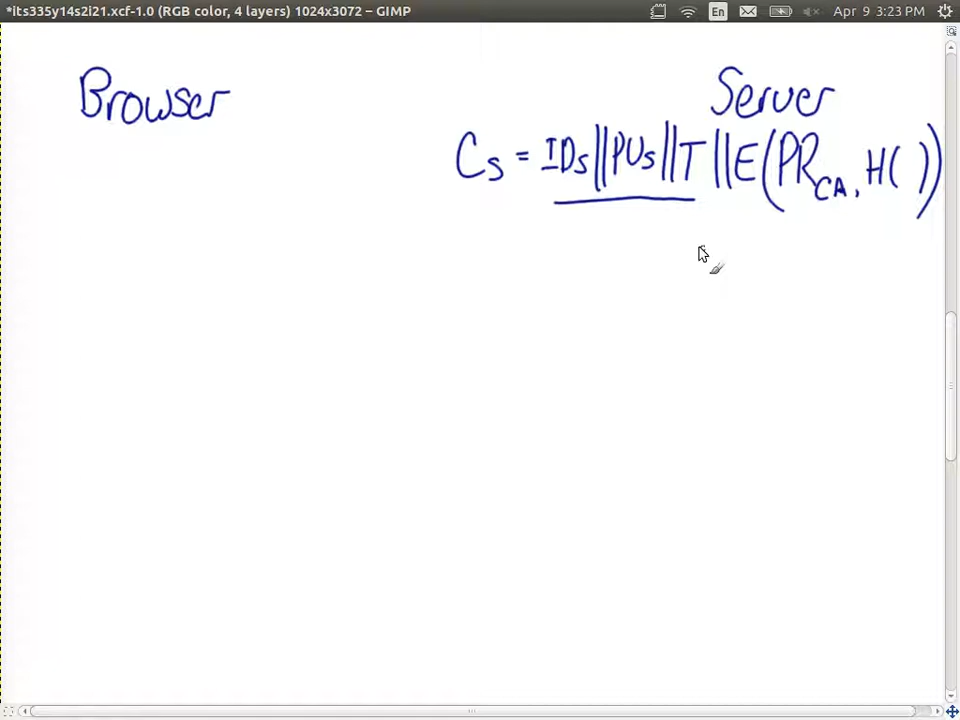 *its335y14s2i21.xcf-1.0 (RGB color, 4 layers) 1024x3072 – GIMP
En
Apr 9 3:23 PM
Browser
Server
Cs = IDs||PUs||T||E(PRCA, H( ))